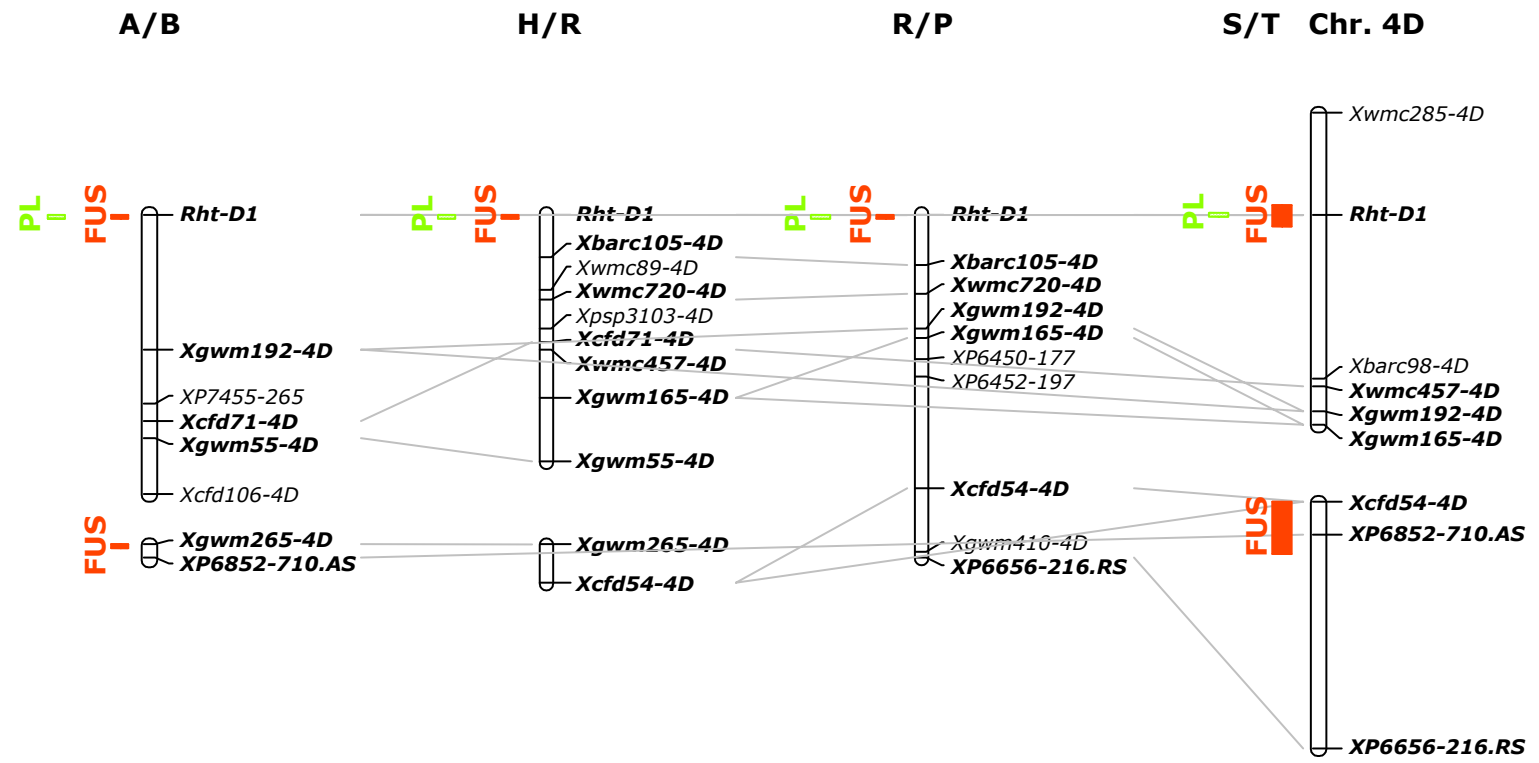 A/B
H/R
R/P
S/T Chr. 4D
PL
FUS
Rht-D1
Xgwm192-4D
XP7455-265
Xcfd71-4D
Xgwm55-4D
Xcfd106-4D
FUS
Xgwm265-4D
XP6852-710.AS
PL
FUS
Rht-D1
Xbarc105-4D
Xwmc89-4D
Xwmc720-4D
Xpsp3103-4D
Xcfd71-4D
Xwmc457-4D
Xgwm165-4D
Xgwm55-4D
Xgwm265-4D
Xcfd54-4D
PL
FUS
Rht-D1
Xbarc105-4D
Xwmc720-4D
Xgwm192-4D
Xgwm165-4D
XP6450-177
XP6452-197
Xcfd54-4D
Xgwm410-4D
XP6656-216.RS
PL
FUS
Xwmc285-4D
Rht-D1
Xbarc98-4D
Xwmc457-4D
Xgwm192-4D
Xgwm165-4D
FUS
Xcfd54-4D
XP6852-710.AS
XP6656-216.RS